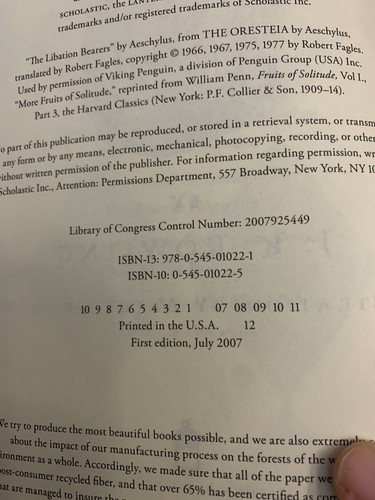 SCHOLASTIC, the LANTERN
trademarks and/or registered trademarks of Scholastic Inc.
“The Libation Bearers” by Aeschylus, from THE ORESTEIA by Aeschylus,
translated by Robert Fagles, copyright © 1966, 1967, 1975, 1977 by Robert Fagles.
Used by permission of Viking Penguin, a division of Penguin Group (USA) Inc.
“More Fruits of Solitude,” reprinted from William Penn, Fruits of Solitude, Vol I.,
Part 3, the Harvard Classics (New York: P.F. Collier & Son, 1909–14).
o part of this publication may be reproduced, or stored in a retrieval system, or transm
any form or by any means, electronic, mechanical, photocopying, recording, or other
ithout written permission of the publisher. For information regarding permission, wr
Scholastic Inc., Attention: Permissions Department, 557 Broadway, New York, NY 10
Library of Congress Control Number: 2007925449
ISBN-13: 978-0-545-01022-1
ISBN-10: 0-545-01022-5
10 9 8 7 6 5 4 3 2 1 07 08 09 10 11
Printed in the U.S.A. 12
First edition, July 2007
We try to produce the most beautiful books possible, and we are also extremely
about the impact of our manufacturing process on the forests of the w
ironment as a whole. Accordingly, we made sure that all of the paper we
post-consumer recycled fiber, and that over 65% has been certified as com
hat are managed to insure the